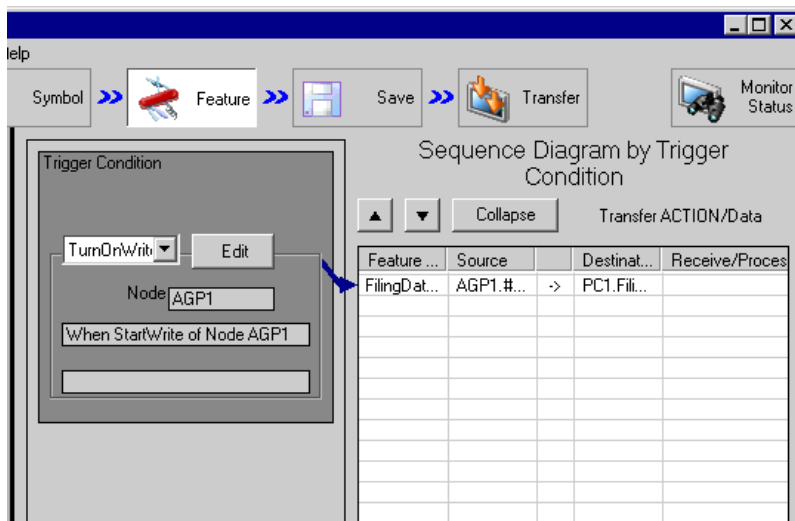 Help
Symbol
Feature
Save
Transfer
Monitor
Status
Trigger Condition
TurnOnWrit
Edit
Node
AGP1
When StartWrite of Node AGP1
Sequence Diagram by Trigger
Condition
Collapse
Transfer ACTION/Data
Feature ... Source Destinat... Receive/Proces
FilingDat... AGP1.#... -> PC1.Fili...